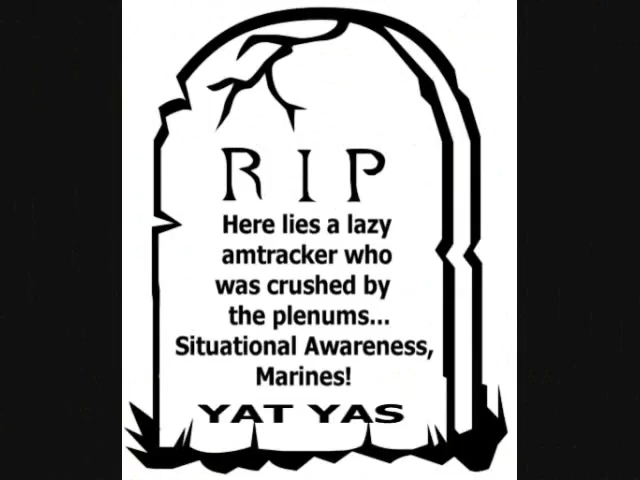 RIP
Here lies a lazy
amtracker who
was crushed by
the plenums...
Situational Awareness,
Marines!
YAT YAS